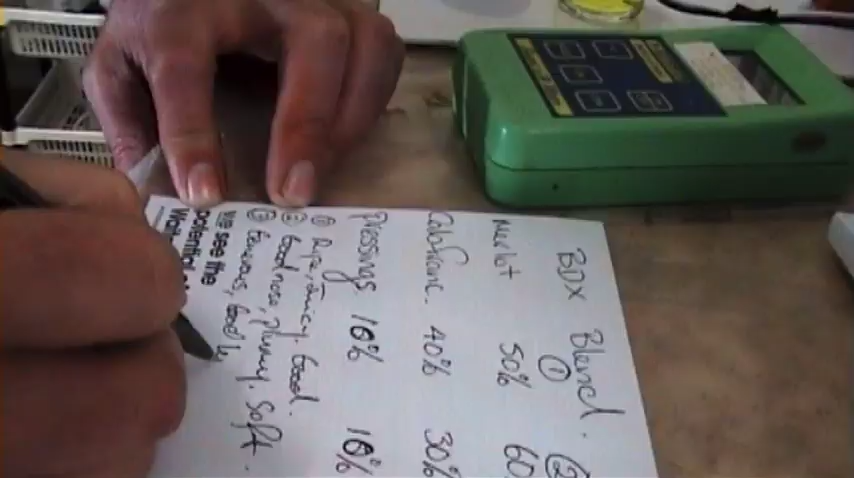 BDX Blend.
① ②
Merlot 50% 60
Cab franc. 40% 30%
Pressings 10% 10%
① Ripe, juicy. Good.
② Good nose, plummy. Soft.
③ Generous, Good
we see the
potential